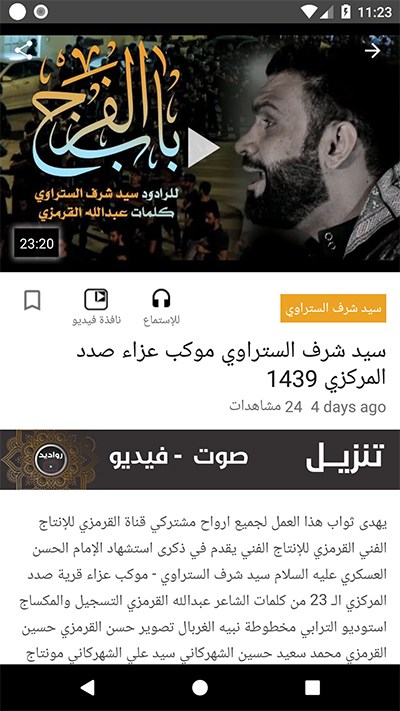 11:23
باب الفرج
للرادود سيد شرف الستراوي
كلمات عبدالله القرمزي
23:20
سيد شرف الستراوي
للإستماع
نافذة فيديو
سيد شرف الستراوي موكب عزاء صدد
المركزي 1439
4 days ago 24 مشاهدات
تنزيل صوت - فيديو رواديد
يهدى ثواب هذا العمل لجميع ارواح مشتركي قناة القرمزي للإنتاج
الفني القرمزي للإنتاج الفني يقدم في ذكرى استشهاد الإمام الحسن
العسكري عليه السلام سيد شرف الستراوي - موكب عزاء قرية صدد
المركزي الـ 23 من كلمات الشاعر عبدالله القرمزي التسجيل والمكساج
استوديو الترابي مخطوطة نبيه الغربال تصوير حسن القرمزي حسين
القرمزي محمد سعيد حسين الشهركاني سيد علي الشهركاني مونتاج